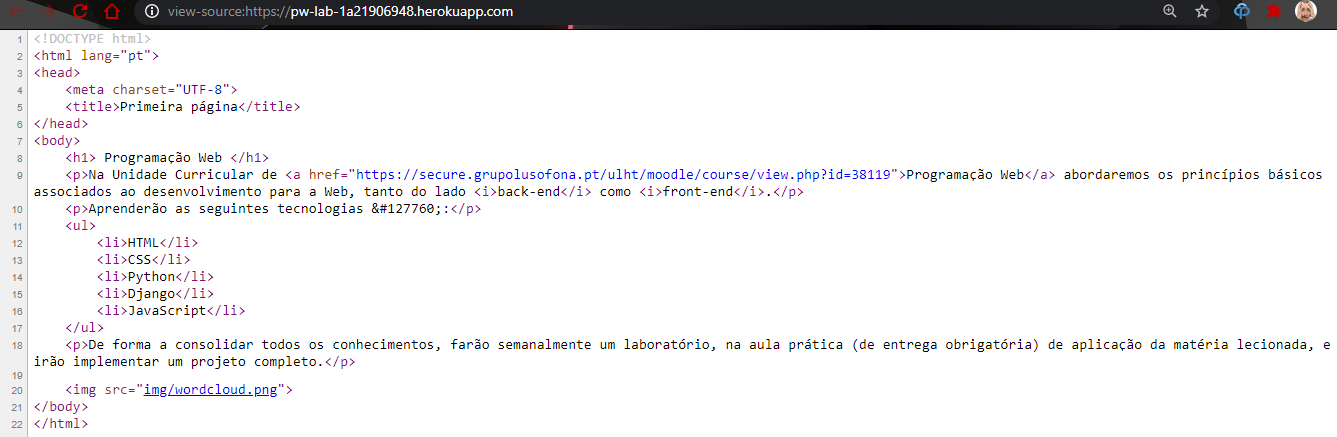 view-source:https://pw-lab-1a21906948.herokuapp.com
1 <!DOCTYPE html>
2 <html lang="pt">
3 <head>
4     <meta charset="UTF-8">
5     <title>Primeira página</title>
6 </head>
7 <body>
8     <h1> Programação Web </h1>
9     <p>Na Unidade Curricular de <a href="https://secure.grupolusofona.pt/ulht/moodle/course/view.php?id=38119">Programação Web</a> abordaremos os princípios básicos
associados ao desenvolvimento para a Web, tanto do lado <i>back-end</i> como <i>front-end</i>.</p>
10     <p>Aprenderão as seguintes tecnologias &#127760;:</p>
11     <ul>
12         <li>HTML</li>
13         <li>CSS</li>
14         <li>Python</li>
15         <li>Django</li>
16         <li>JavaScript</li>
17     </ul>
18     <p>De forma a consolidar todos os conhecimentos, farão semanalmente um laboratório, na aula prática (de entrega obrigatória) de aplicação da matéria lecionada, e
irão implementar um projeto completo.</p>
19
20     <img src="img/wordcloud.png">
21 </body>
22 </html>